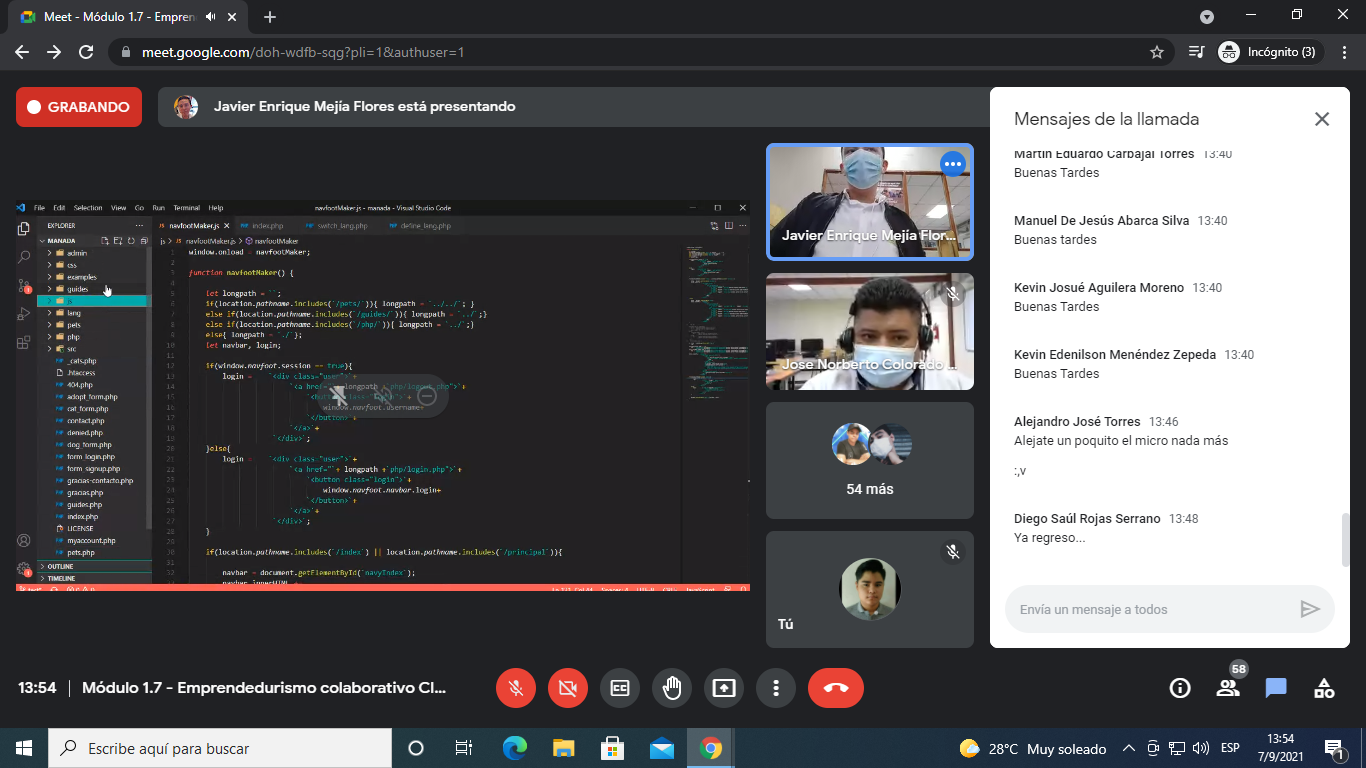 Meet - Módulo 1.7 - Empren
meet.google.com/doh-wdfb-sqg?pli=1&authuser=1
Incógnito (3)
GRABANDO
Javier Enrique Mejía Flores está presentando
File Edit Selection View Go Run Terminal Help
navfootMaker.js - manada - Visual Studio Code
EXPLORER
MANADA
admin
css
examples
guides
js
lang
pets
php
src
_cats.php
.htaccess
404.php
adopt_form.php
cat_form.php
contact.php
denied.php
dog_form.php
form_login.php
form_signup.php
gracias-contacto.php
gracias.php
guides.php
index.php
LICENSE
myaccount.php
pets.php
OUTLINE
TIMELINE
navfootMaker.js
index.php
switch_lang.php
define_lang.php
js > JS navfootMaker.js > navfootMaker
window.onload = navfootMaker;
function navfootMaker() {
let longpath = ``;
if(location.pathname.includes(`/pets/`)){ longpath = `../../`; }
else if(location.pathname.includes(`/guides/`)){ longpath = `../`;}
else if(location.pathname.includes(`/php/`)){ longpath = `../`;}
else{ longpath = `./`};
let navbar, login;
if(window.navfoot.session == true){
login = `<div class="user">`+
`<a href="`+ longpath +`php/logout.php">`+
window.navfoot.username+
`</button>`+
`</a>`+
`</div>`;
}else{
login = `<div class="user">`+
`<a href="`+ longpath +`php/login.php">`+
`<button class="login">`+
window.navfoot.navbar.login+
`</button>`+
`</a>`+
`</div>`;
}
if(location.pathname.includes(`/index`) || location.pathname.includes(`/principal`)){
navbar = document.getElementById(`navyIndex`);
navbar.innerHTML =
Javier Enrique Mejía Flor...
Jose Norberto Colorado ...
54 más
Tú
Mensajes de la llamada
Martín Eduardo Carbajal Torres 13:40
Buenas Tardes
Manuel De Jesús Abarca Silva 13:40
Buenas tardes
Kevin Josué Aguilera Moreno 13:40
Buenas Tardes
Kevin Edenilson Menéndez Zepeda 13:40
Buenas Tardes
Alejandro José Torres 13:46
Alejate un poquito el micro nada más
:,v
Diego Saúl Rojas Serrano 13:48
Ya regreso...
Envía un mensaje a todos
13:54 | Módulo 1.7 - Emprendedurismo colaborativo Cl...
58
Escribe aquí para buscar
28°C Muy soleado
ESP
13:54
7/9/2021
1